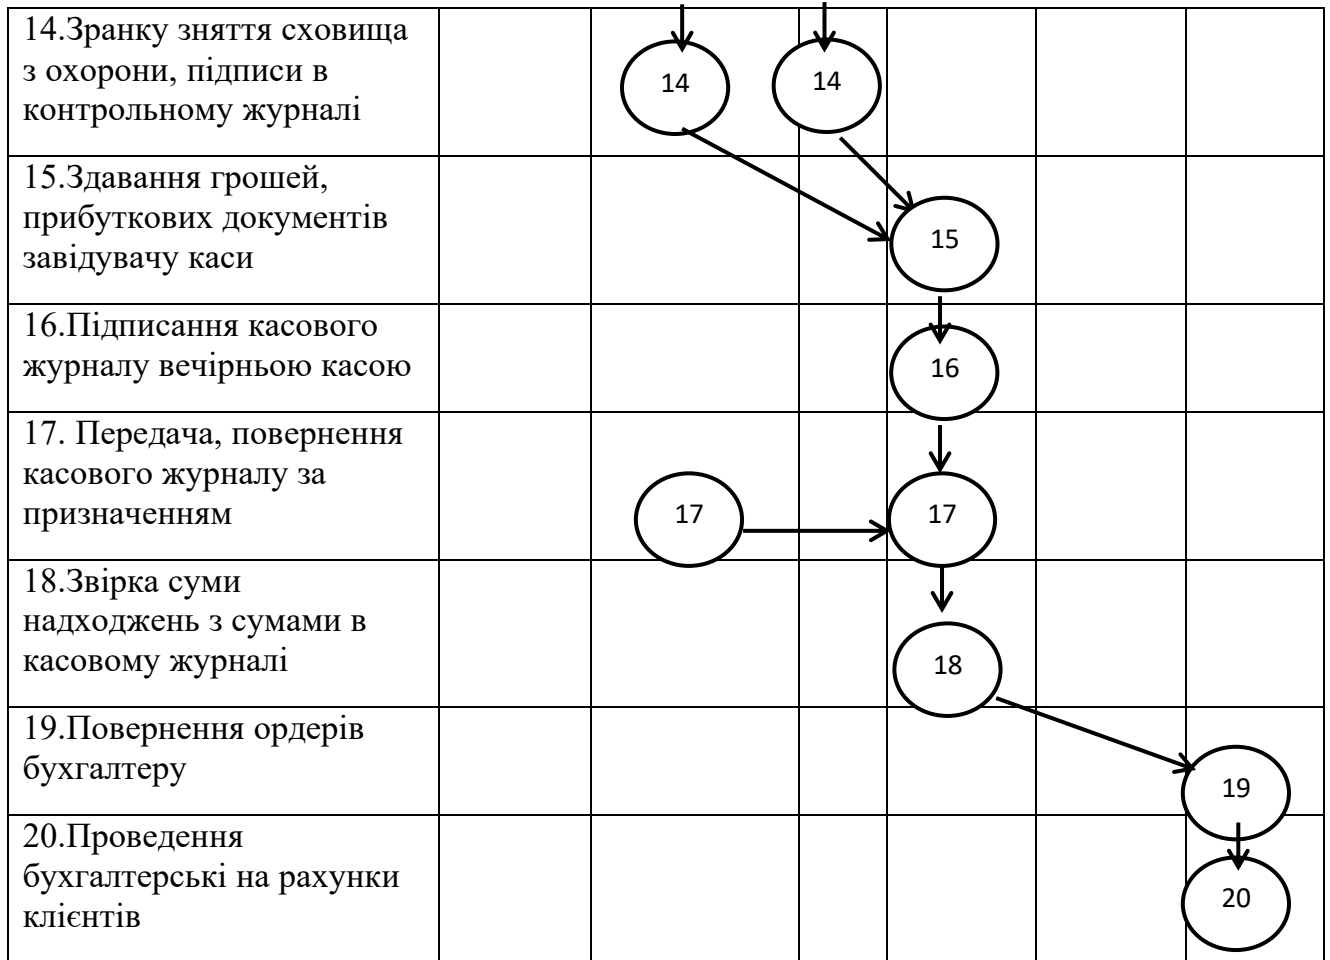 14.Зранку зняття сховища
з охорони, підписи в
контрольному журналі
14
14
15.Здавання грошей,
прибуткових документів
завідувачу каси
15
16.Підписання касового
журналу вечірньою касою
16
17. Передача, повернення
касового журналу за
призначенням
17
17
18.Звірка суми
надходжень з сумами в
касовому журналі
18
19.Повернення ордерів
бухгалтеру
19
20.Проведення
бухгалтерські на рахунки
клієнтів
20